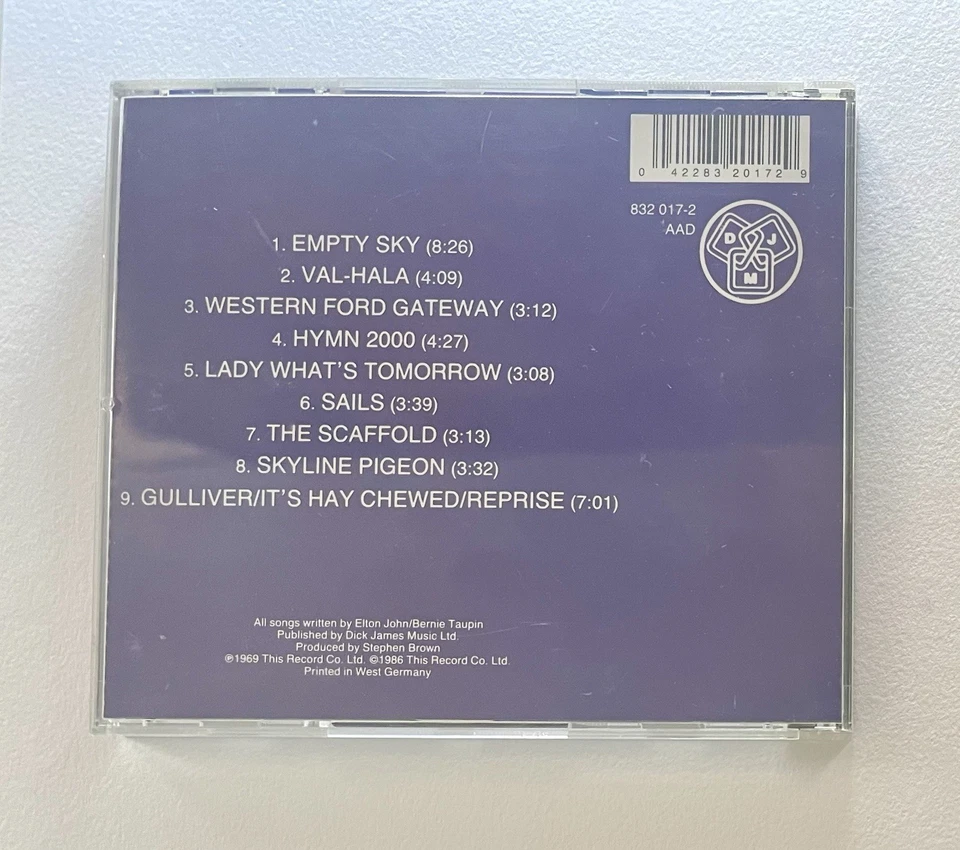 0 42283 20172 9
832 017-2
AAD
D J
M
1. EMPTY SKY (8:26)
2. VAL-HALA (4:09)
3. WESTERN FORD GATEWAY (3:12)
4. HYMN 2000 (4:27)
5. LADY WHAT'S TOMORROW (3:08)
6. SAILS (3:39)
7. THE SCAFFOLD (3:13)
8. SKYLINE PIGEON (3:32)
9. GULLIVER/IT'S HAY CHEWED/REPRISE (7:01)
All songs written by Elton John/Bernie Taupin
Published by Dick James Music Ltd.
Produced by Stephen Brown
℗1969 This Record Co. Ltd. ©1986 This Record Co. Ltd.
Printed in West Germany